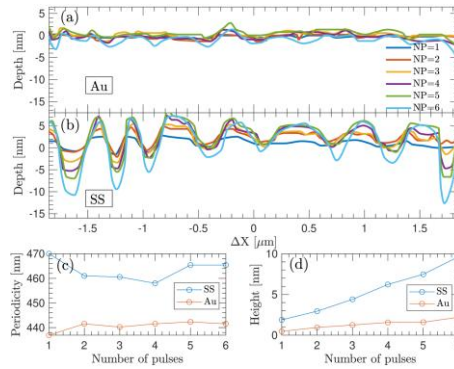 (a)
5
0
-5
-10
-15
Depth [nm]
Au
NP=1
NP=2
NP=3
NP=4
NP=5
NP=6
(b)
5
0
-5
-10
-15
Depth [nm]
SS
-1.5 -1 -0.5 0 0.5 1 1.5
ΔX [μm]
(c)
470
460
450
440
Periodicity [nm]
SS
Au
1 2 3 4 5 6
Number of pulses
(d)
10
5
0
Height [nm]
SS
Au
1 2 3 4 5
Number of pulses